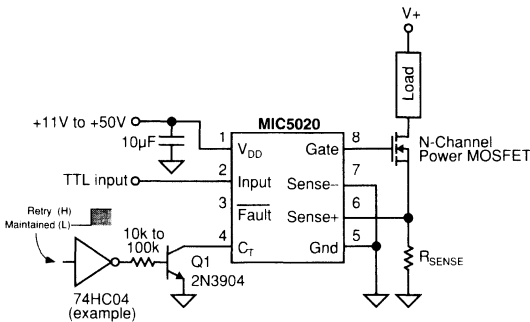 V+
Load
+11V to +50V
10µF
MIC5020
1
VDD
Gate
8
N-Channel
Power MOSFET
TTL input
2
Input
Sense–
7
3
Fault
Sense+
6
Retry (H)
Maintained (L)
10k to
100k
4
CT
Gnd
5
RSENSE
Q1
2N3904
74HC04
(example)